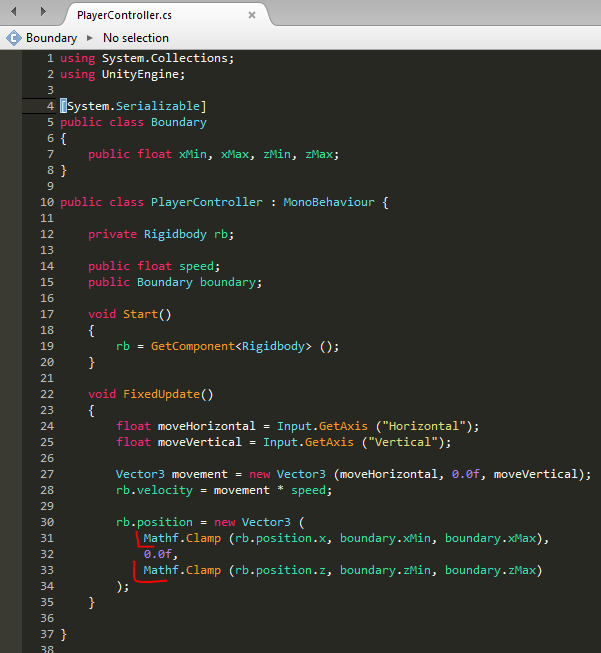 PlayerController.cs
Boundary ▸ No selection
1 using System.Collections;
2 using UnityEngine;
3
4 [System.Serializable]
5 public class Boundary
6 {
7     public float xMin, xMax, zMin, zMax;
8 }
9
10 public class PlayerController : MonoBehaviour {
11
12     private Rigidbody rb;
13
14     public float speed;
15     public Boundary boundary;
16
17     void Start()
18     {
19         rb = GetComponent<Rigidbody> ();
20     }
21
22     void FixedUpdate()
23     {
24         float moveHorizontal = Input.GetAxis ("Horizontal");
25         float moveVertical = Input.GetAxis ("Vertical");
26
27         Vector3 movement = new Vector3 (moveHorizontal, 0.0f, moveVertical);
28         rb.velocity = movement * speed;
29
30         rb.position = new Vector3 (
31             Mathf.Clamp (rb.position.x, boundary.xMin, boundary.xMax),
32             0.0f,
33             Mathf.Clamp (rb.position.z, boundary.zMin, boundary.zMax)
34         );
35     }
36
37 }
38